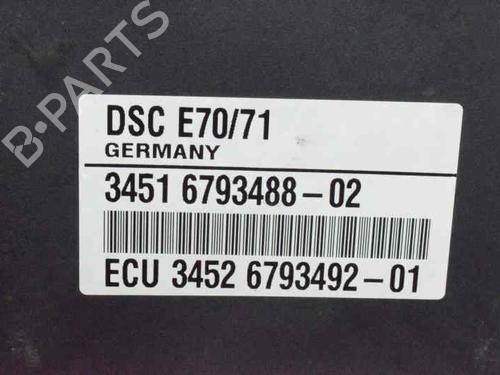 B-PARTS
DSC E70/71
GERMANY
3451 6793488-02
ECU 3452 6793492-01